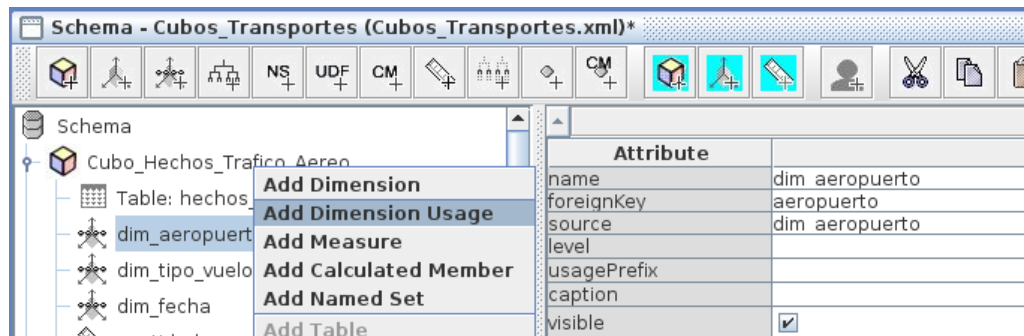 Schema - Cubos_Transportes (Cubos_Transportes.xml)*
NS UDF CM CM
Schema
Cubo_Hechos_Trafico_Aereo
Table: hechos_
dim_aeropuert
dim_tipo_vuelo
dim_fecha
Add Dimension
Add Dimension Usage
Add Measure
Add Calculated Member
Add Named Set
Add Table
Attribute
name dim_aeropuerto
foreignKey aeropuerto
source dim_aeropuerto
level
usagePrefix
caption
visible